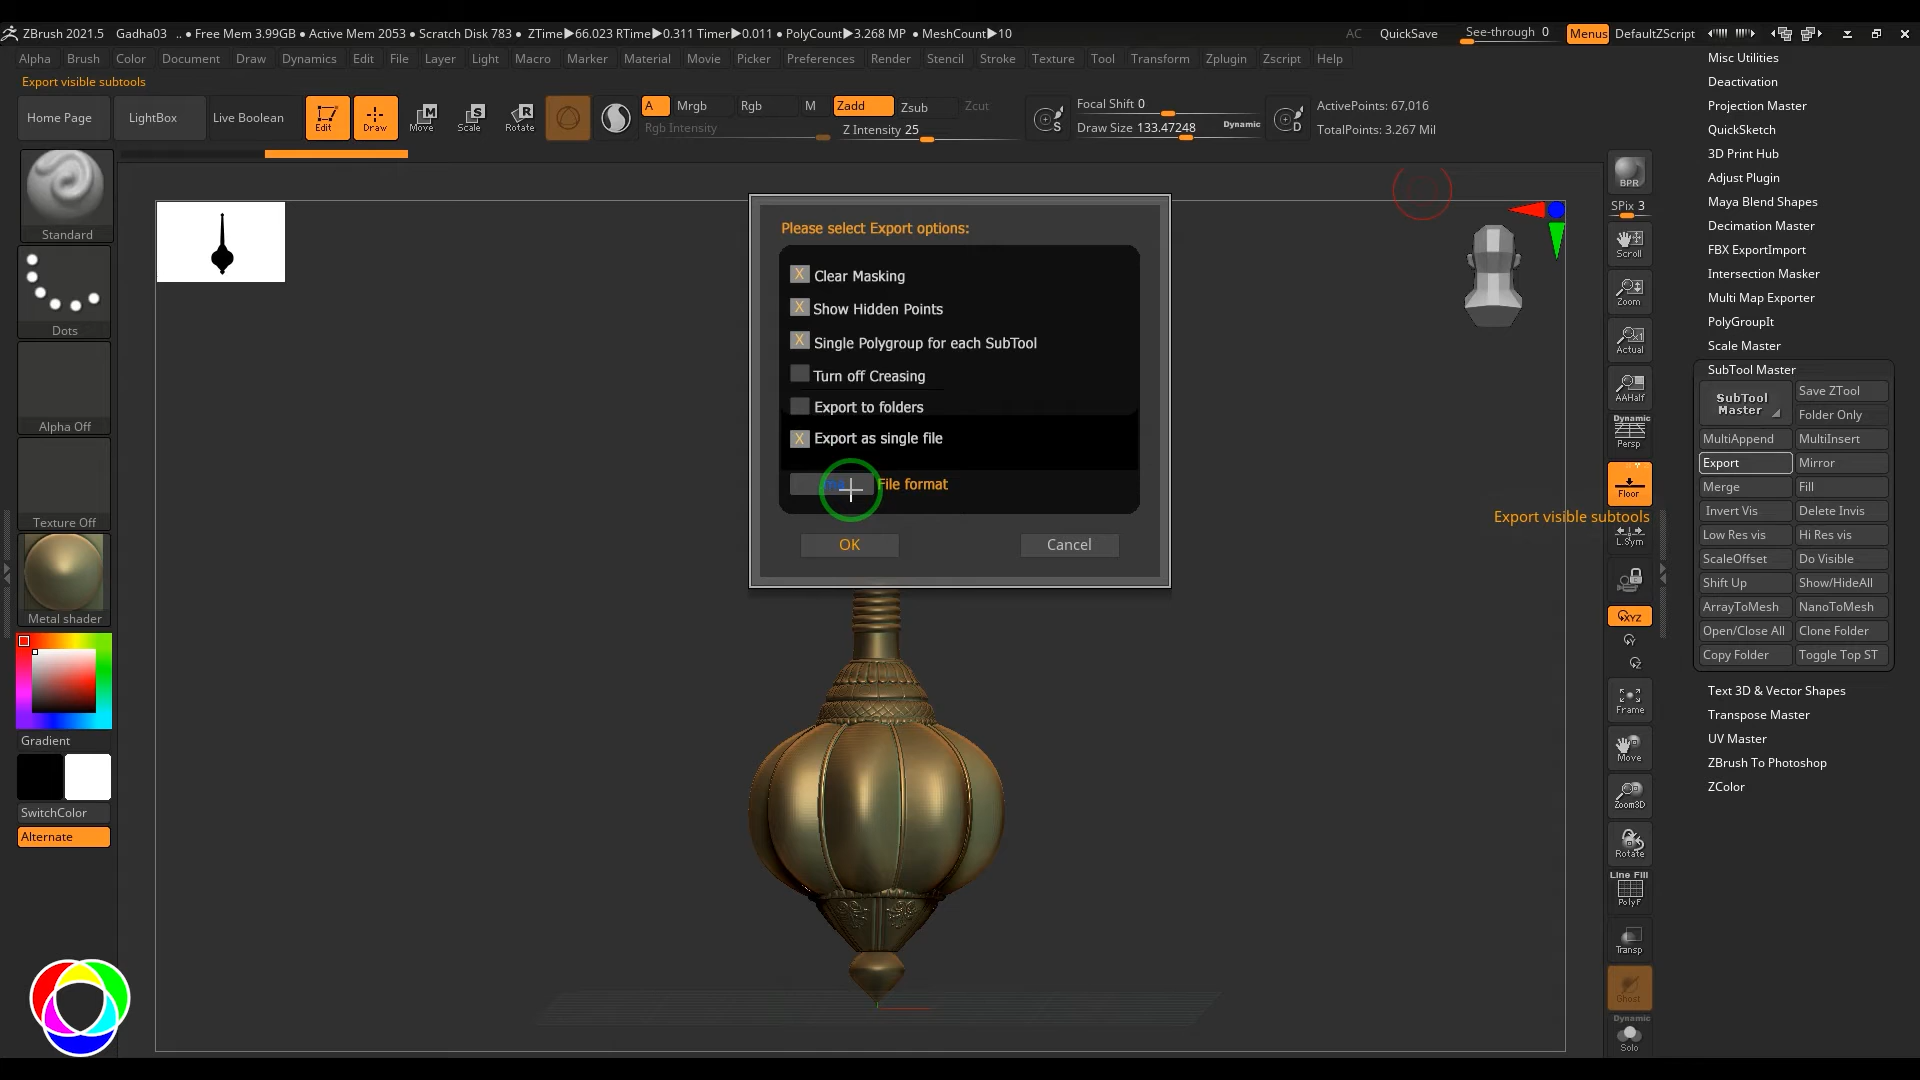 ZBrush 2021.5 Gadha03 .. • Free Mem 3.99GB • Active Mem 2053 • Scratch Disk 783 • ZTime▶66.023 RTime▶0.311 Timer▶0.011 • PolyCount▶3.268 MP • MeshCount▶10
AC QuickSave See-through 0 Menus DefaultZScript
Alpha Brush Color Document Draw Dynamics Edit File Layer Light Macro Marker Material Movie Picker Preferences Render Stencil Stroke Texture Tool Transform Zplugin Zscript Help
Export visible subtools
Home Page LightBox Live Boolean
Edit Draw Move Scale Rotate
A Mrgb Rgb M Zadd Zsub Zcut
Rgb Intensity Z Intensity 25
S
Focal Shift 0
Draw Size 133.47248 Dynamic
D
ActivePoints: 67,016
TotalPoints: 3.267 Mil
Standard
Dots
Alpha Off
Texture Off
Metal shader
Gradient
SwitchColor
Alternate
Please select Export options:
X Clear Masking
X Show Hidden Points
X Single Polygroup for each SubTool
Turn off Creasing
Export to folders
X Export as single file
File format
OK Cancel
Export visible subtools
BPR
SPix 3
Scroll
Zoom
Actual
AAHalf
Dynamic
Persp
Floor
L.Sym
XYZ
Y
Z
Frame
Move
Zoom3D
Rotate
Line Fill
PolyF
Transp
Ghost
Dynamic
Solo
Misc Utilities
Deactivation
Projection Master
QuickSketch
3D Print Hub
Adjust Plugin
Maya Blend Shapes
Decimation Master
FBX ExportImport
Intersection Masker
Multi Map Exporter
PolyGroupIt
Scale Master
SubTool Master
SubTool
Master
Save ZTool
Folder Only
MultiAppend MultiInsert
Export Mirror
Merge Fill
Invert Vis Delete Invis
Low Res vis Hi Res vis
ScaleOffset Do Visible
Shift Up Show/HideAll
ArrayToMesh NanoToMesh
Open/Close All Clone Folder
Copy Folder Toggle Top ST
Text 3D & Vector Shapes
Transpose Master
UV Master
ZBrush To Photoshop
ZColor